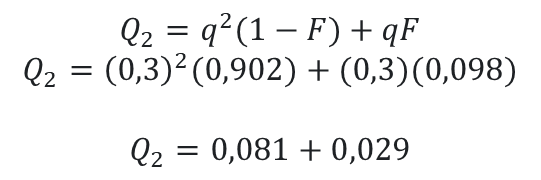 Q₂ = q²(1 − F) + qF
Q₂ = (0,3)²(0,902) + (0,3)(0,098)
Q₂ = 0,081 + 0,029